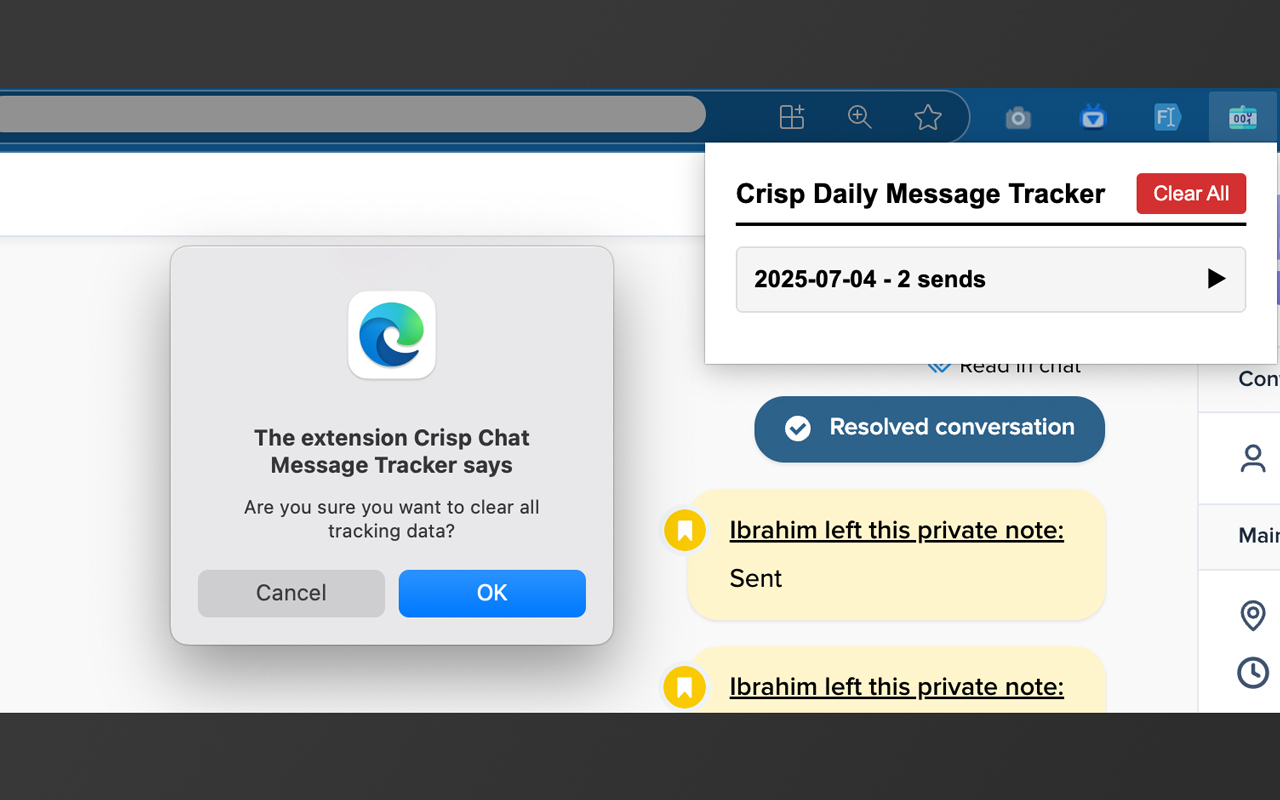 Crisp Daily Message Tracker
Clear All
2025-07-04 - 2 sends
The extension Crisp Chat
Message Tracker says
Are you sure you want to clear all
tracking data?
Cancel
OK
Read in chat
Resolved conversation
Ibrahim left this private note:
Sent
Ibrahim left this private note:
Con
Main